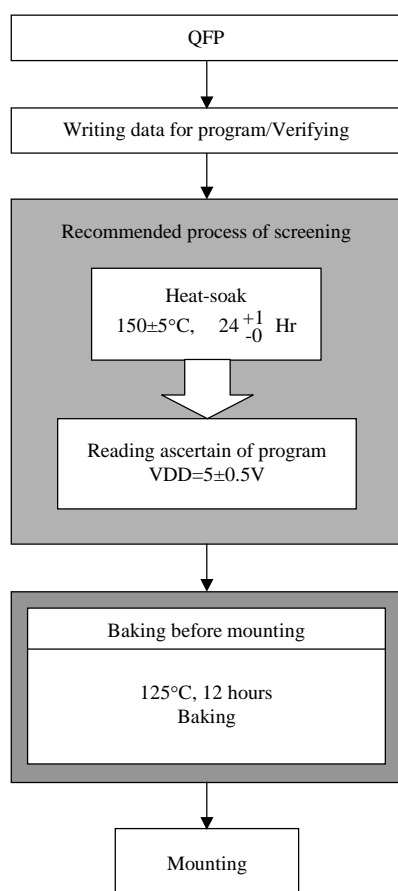 QFP
Writing data for program/Verifying
Recommended process of screening
Heat-soak
150±5°C, 24 +1 -0 Hr
Reading ascertain of program
VDD=5±0.5V
Baking before mounting
125°C, 12 hours
Baking
Mounting